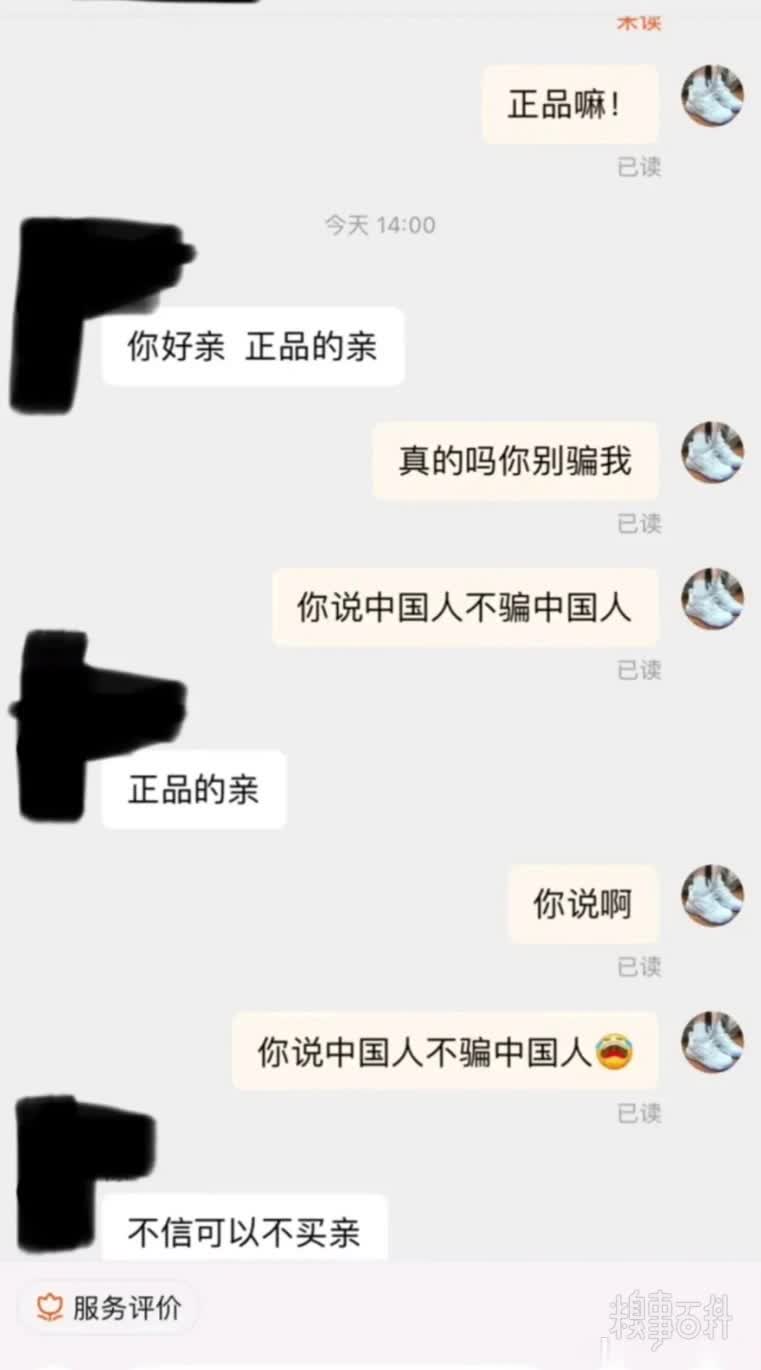 未读
正品嘛！
已读
今天 14:00
你好亲 正品的亲
真的吗你别骗我
已读
你说中国人不骗中国人
已读
正品的亲
你说啊
已读
你说中国人不骗中国人😭
已读
不信可以不买亲
服务评价
糗事百科